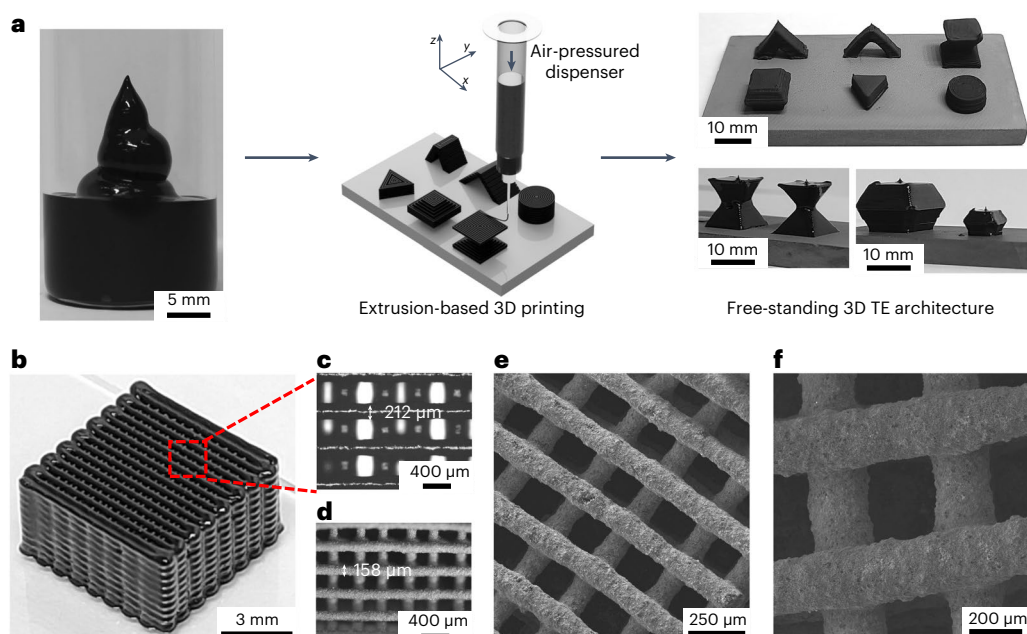 a
z
y
x
Air-pressured
dispenser
5 mm
10 mm
10 mm
10 mm
Extrusion-based 3D printing
Free-standing 3D TE architecture
b
c
d
e
f
212 μm
400 μm
158 μm
3 mm
400 μm
250 μm
200 μm